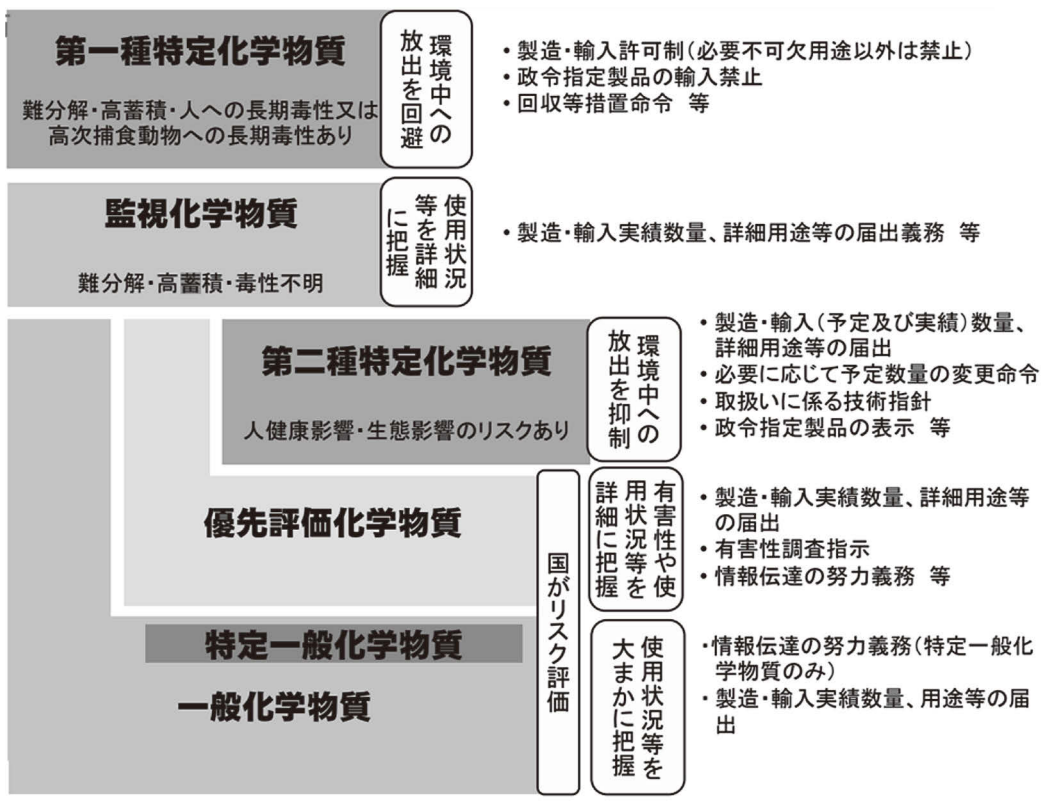 第一種特定化学物質
難分解・高蓄積・人への長期毒性又は
高次捕食動物への長期毒性あり
環境中への
放出を回避
・製造・輸入許可制（必要不可欠用途以外は禁止）
・政令指定製品の輸入禁止
・回収等措置命令 等
監視化学物質
難分解・高蓄積・毒性不明
使用状況
等を詳細
に把握
・製造・輸入実績数量、詳細用途等の届出義務 等
第二種特定化学物質
人健康影響・生態影響のリスクあり
環境中への
放出を抑制
・製造・輸入（予定及び実績）数量、
詳細用途等の届出
・必要に応じて予定数量の変更命令
・取扱いに係る技術指針
・政令指定製品の表示 等
優先評価化学物質
国がリスク評価
有害性や使
用状況等を
詳細に把握
・製造・輸入実績数量、詳細用途等
の届出
・有害性調査指示
・情報伝達の努力義務 等
特定一般化学物質
一般化学物質
使用状況等を
大まかに把握
・情報伝達の努力義務（特定一般化
学物質のみ）
・製造・輸入実績数量、用途等の届
出